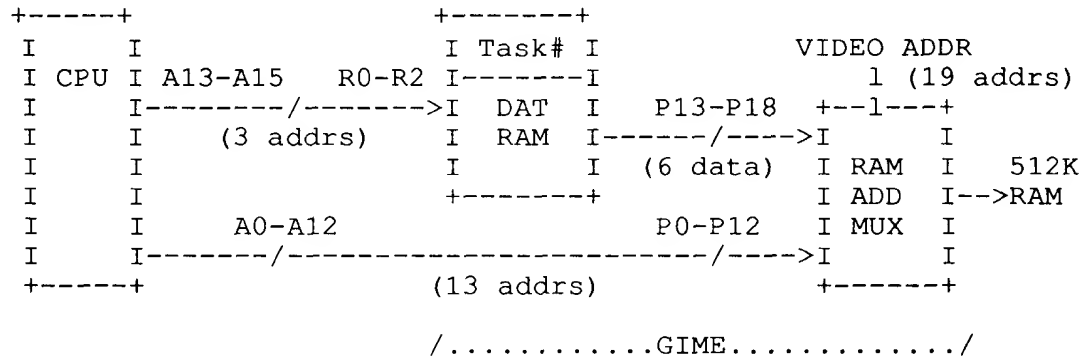 +-----+                      +-------+
I     I                      I Task# I            VIDEO ADDR
I CPU I A13-A15    R0-R2 I-------I                l (19 addrs)
I     I--------/------->I  DAT  I    P13-P18    +--l---+
I     I    (3 addrs)       I  RAM  I------/---->I      I
I     I                      I       I  (6 data)   I RAM  I   512K
I     I                      +-------+             I ADD  I-->RAM
I     I     A0-A12                     P0-P12      I MUX  I
I     I-------/-----------------------/---->I      I
+-----+                    (13 addrs)            +------+
/............GIME............../